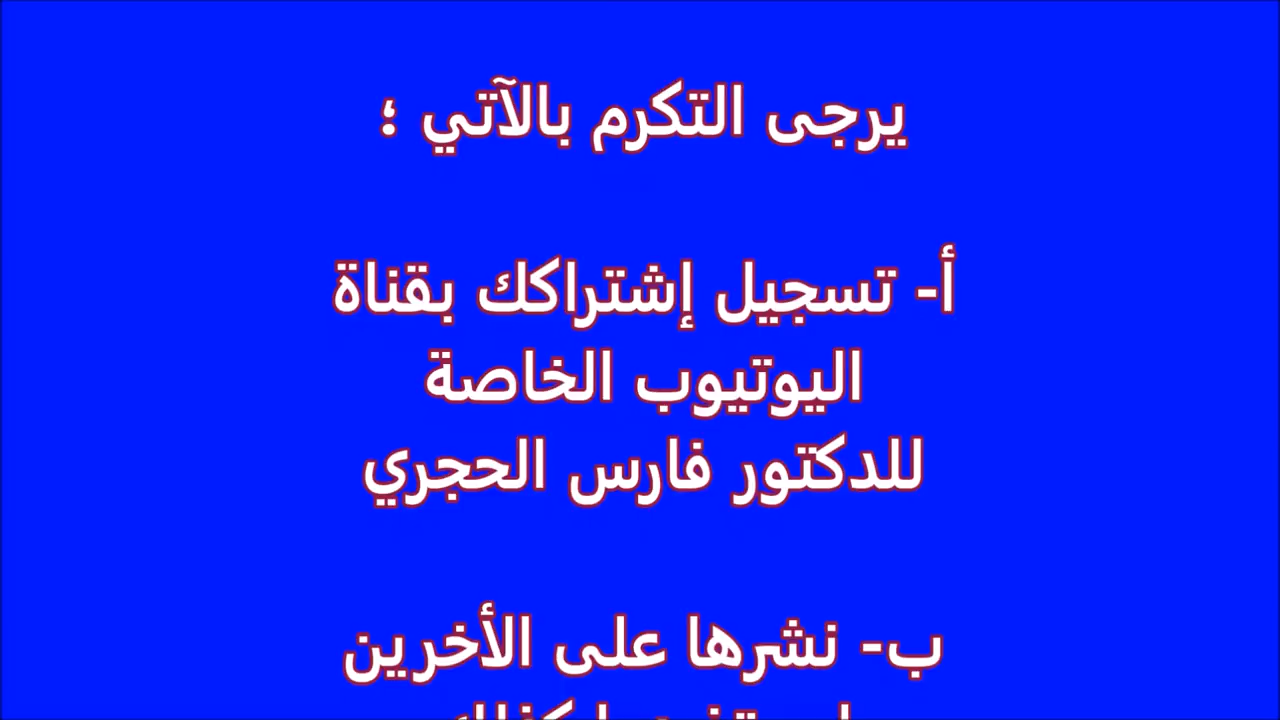 يرجى التكرم بالآتي ؛
أ- تسجيل إشتراكك بقناة
اليوتيوب الخاصة
للدكتور فارس الحجري
ب- نشرها على الأخرين